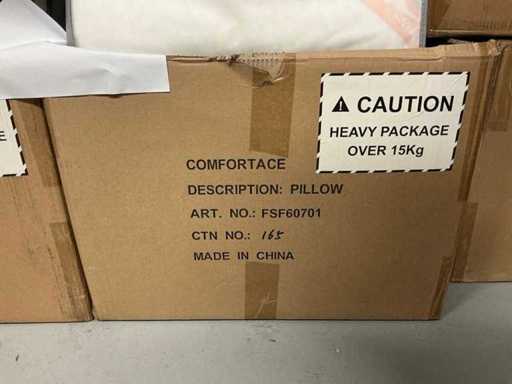 ⚠ CAUTION
HEAVY PACKAGE
OVER 15Kg
COMFORTACE
DESCRIPTION: PILLOW
ART. NO.: FSF60701
CTN NO.: 165
MADE IN CHINA